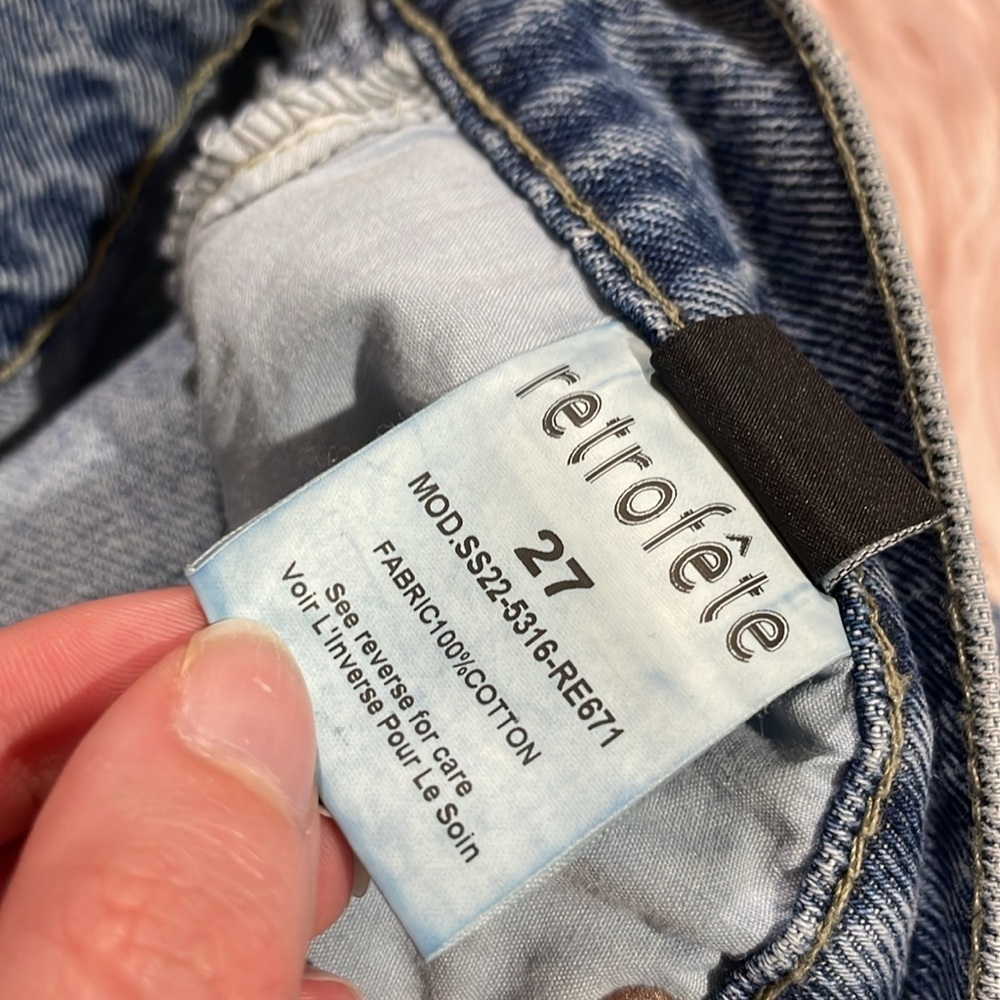 retrofête
27
MOD.SS22-5316-RE671
FABRIC100%COTTON
See reverse for care
Voir L'Inverse Pour Le Soin